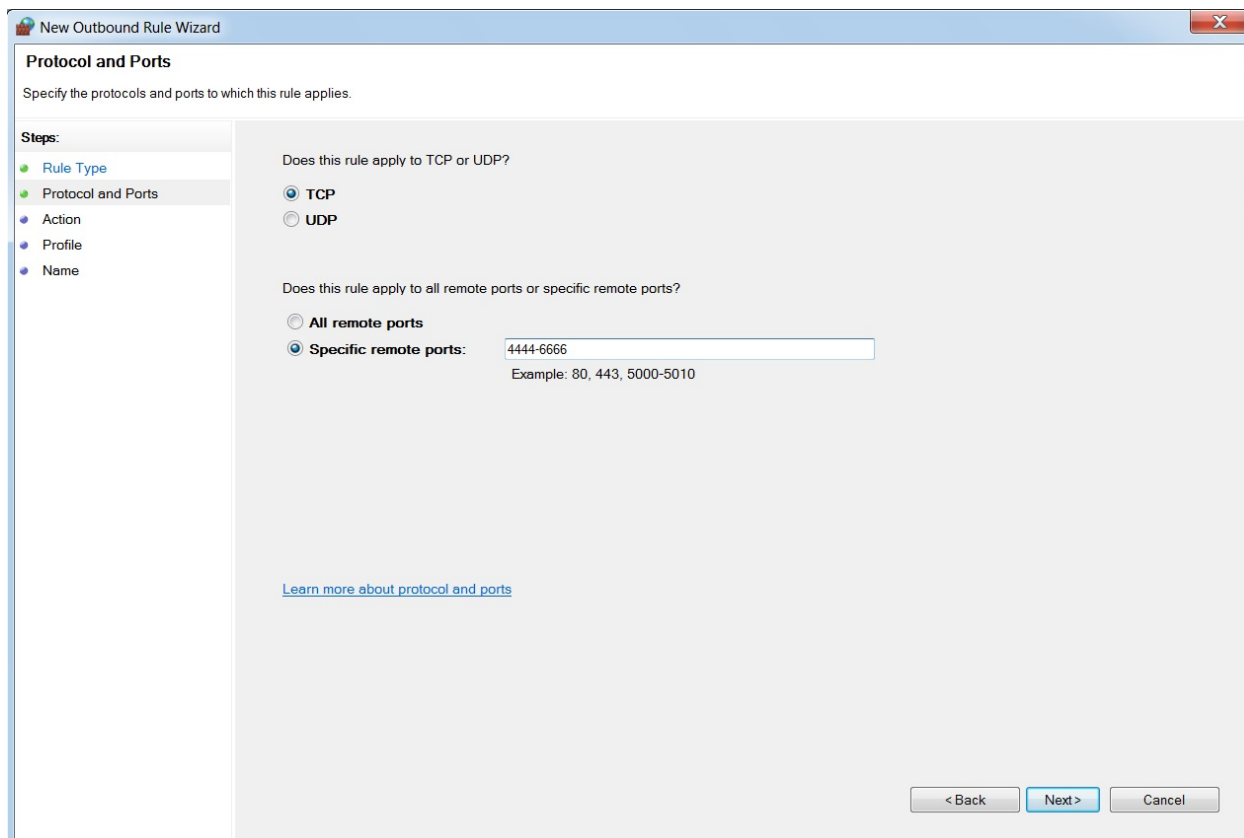 New Outbound Rule Wizard
Protocol and Ports
Specify the protocols and ports to which this rule applies.
Steps:
Rule Type
Protocol and Ports
Action
Profile
Name
Does this rule apply to TCP or UDP?
TCP
UDP
Does this rule apply to all remote ports or specific remote ports?
All remote ports
Specific remote ports: 4444-6666
Example: 80, 443, 5000-5010
Learn more about protocol and ports
< Back Next > Cancel